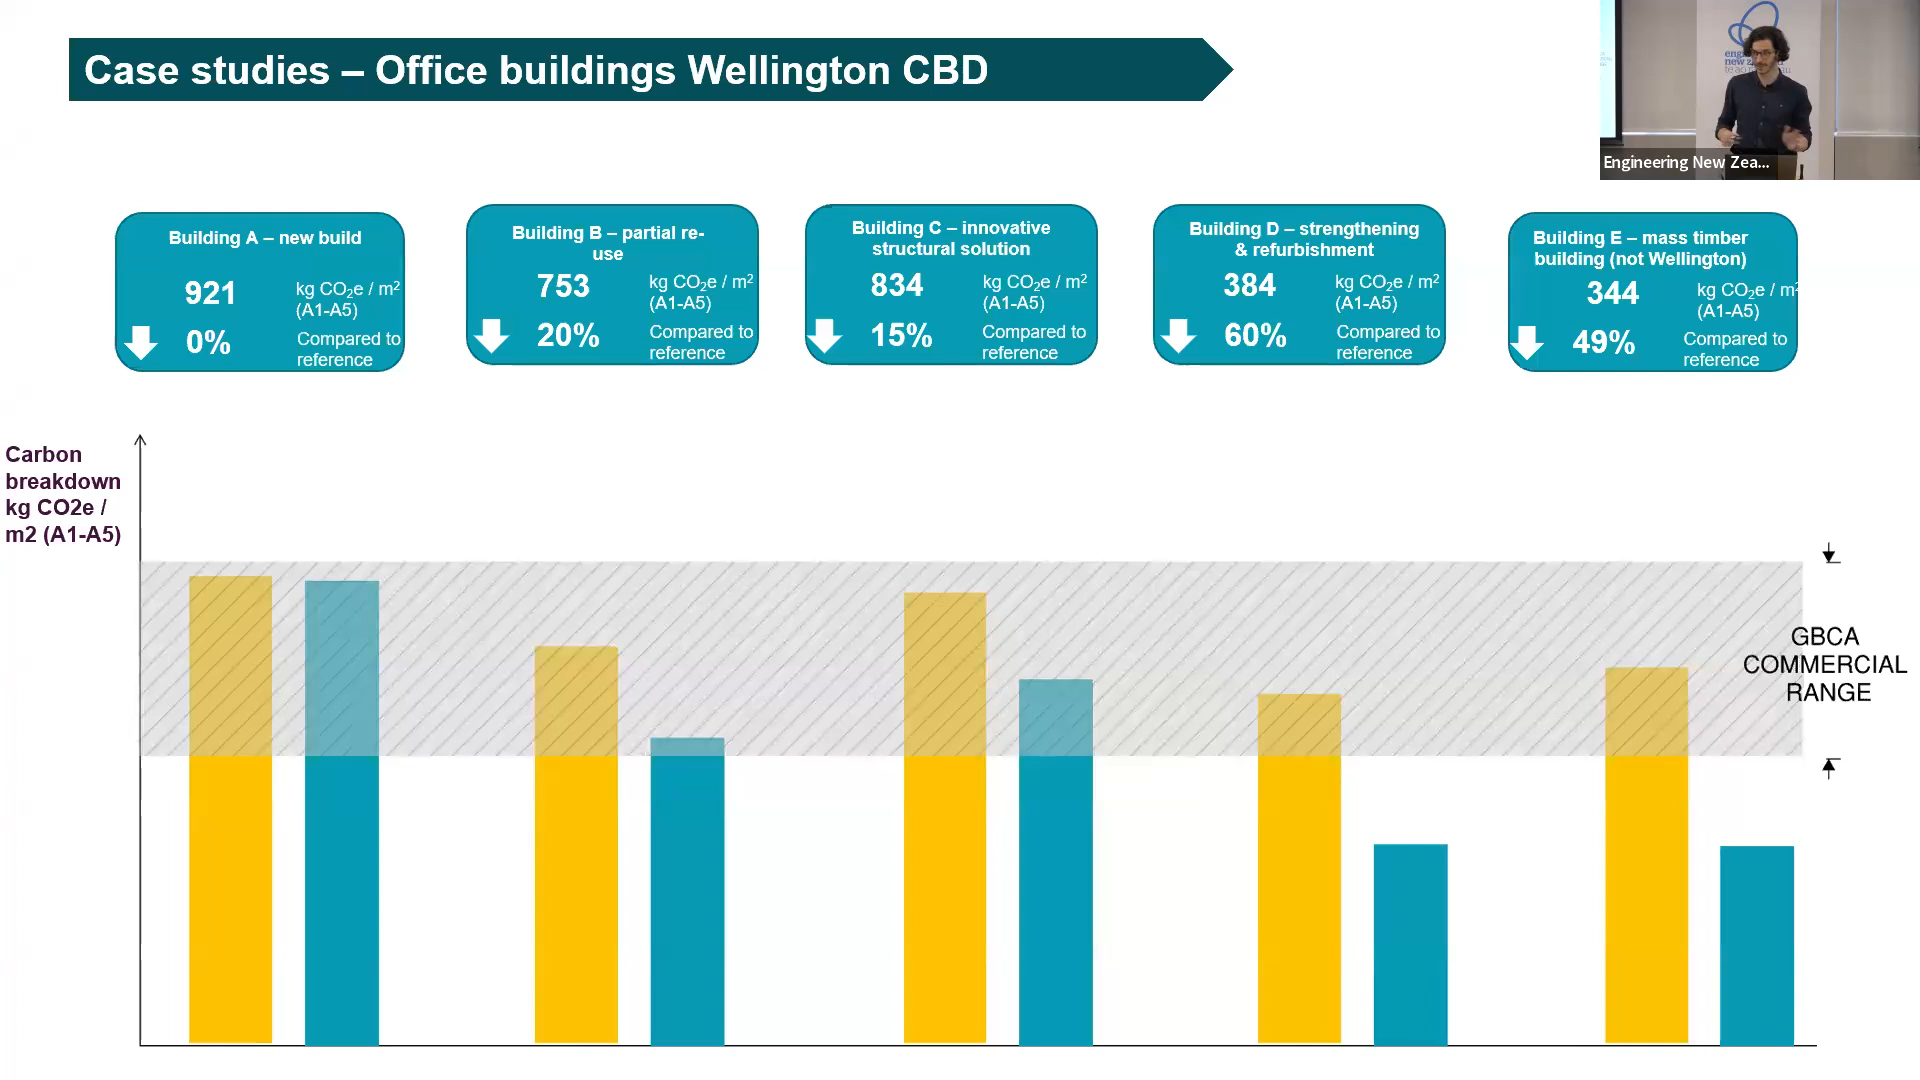 Case studies – Office buildings Wellington CBD
Engineering New Zea...
Building A – new build
921
kg CO₂e / m²
(A1-A5)
0%
Compared to
reference
Building B – partial re-
use
753
kg CO₂e / m²
(A1-A5)
20%
Compared to
reference
Building C – innovative
structural solution
834
kg CO₂e / m²
(A1-A5)
15%
Compared to
reference
Building D – strengthening
& refurbishment
384
kg CO₂e / m²
(A1-A5)
60%
Compared to
reference
Building E – mass timber
building (not Wellington)
344
kg CO₂e / m²
(A1-A5)
49%
Compared to
reference
Carbon
breakdown
kg CO2e /
m2 (A1-A5)
GBCA
COMMERCIAL
RANGE